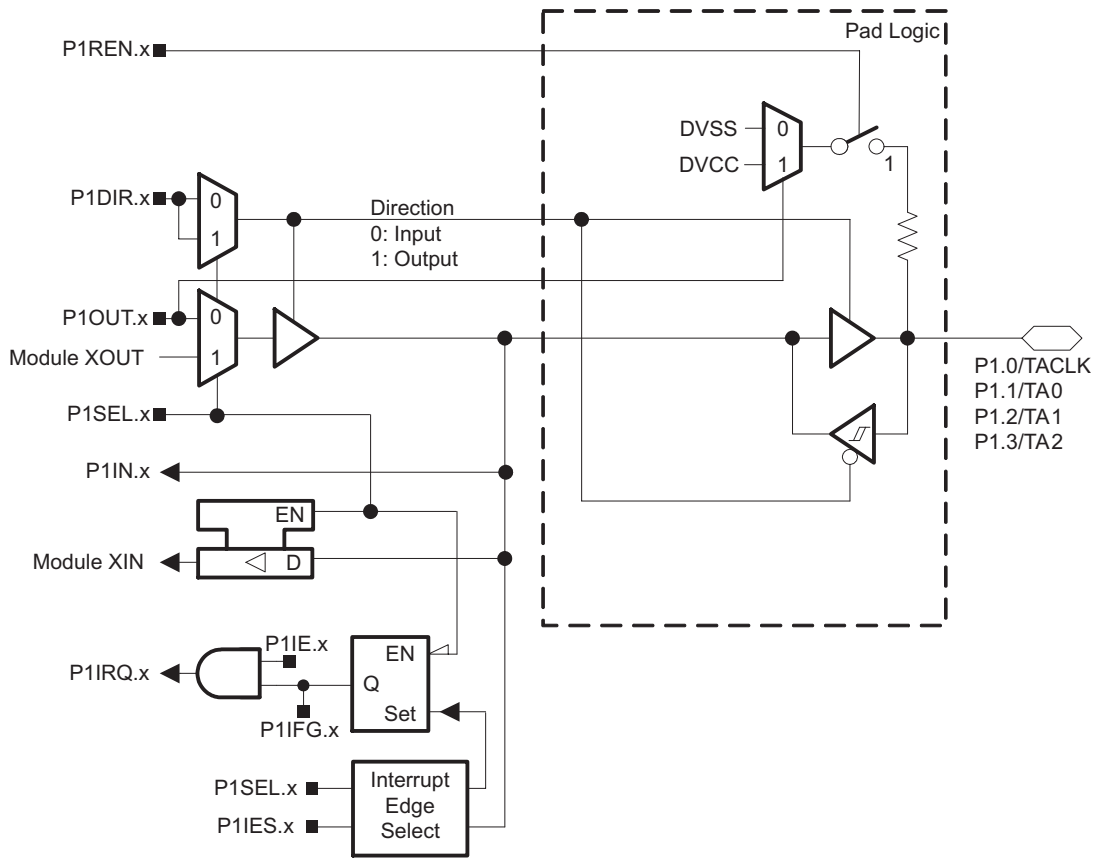 Pad Logic
P1REN.x
DVSS
0
DVCC
1
1
P1DIR.x
0
1
Direction
0: Input
1: Output
P1OUT.x
0
Module XOUT
1
P1.0/TACLK
P1.1/TA0
P1.2/TA1
P1.3/TA2
P1SEL.x
P1IN.x
EN
Module XIN
D
P1IE.x
EN
P1IRQ.x
Q
Set
P1IFG.x
P1SEL.x
P1IES.x
Interrupt
Edge
Select